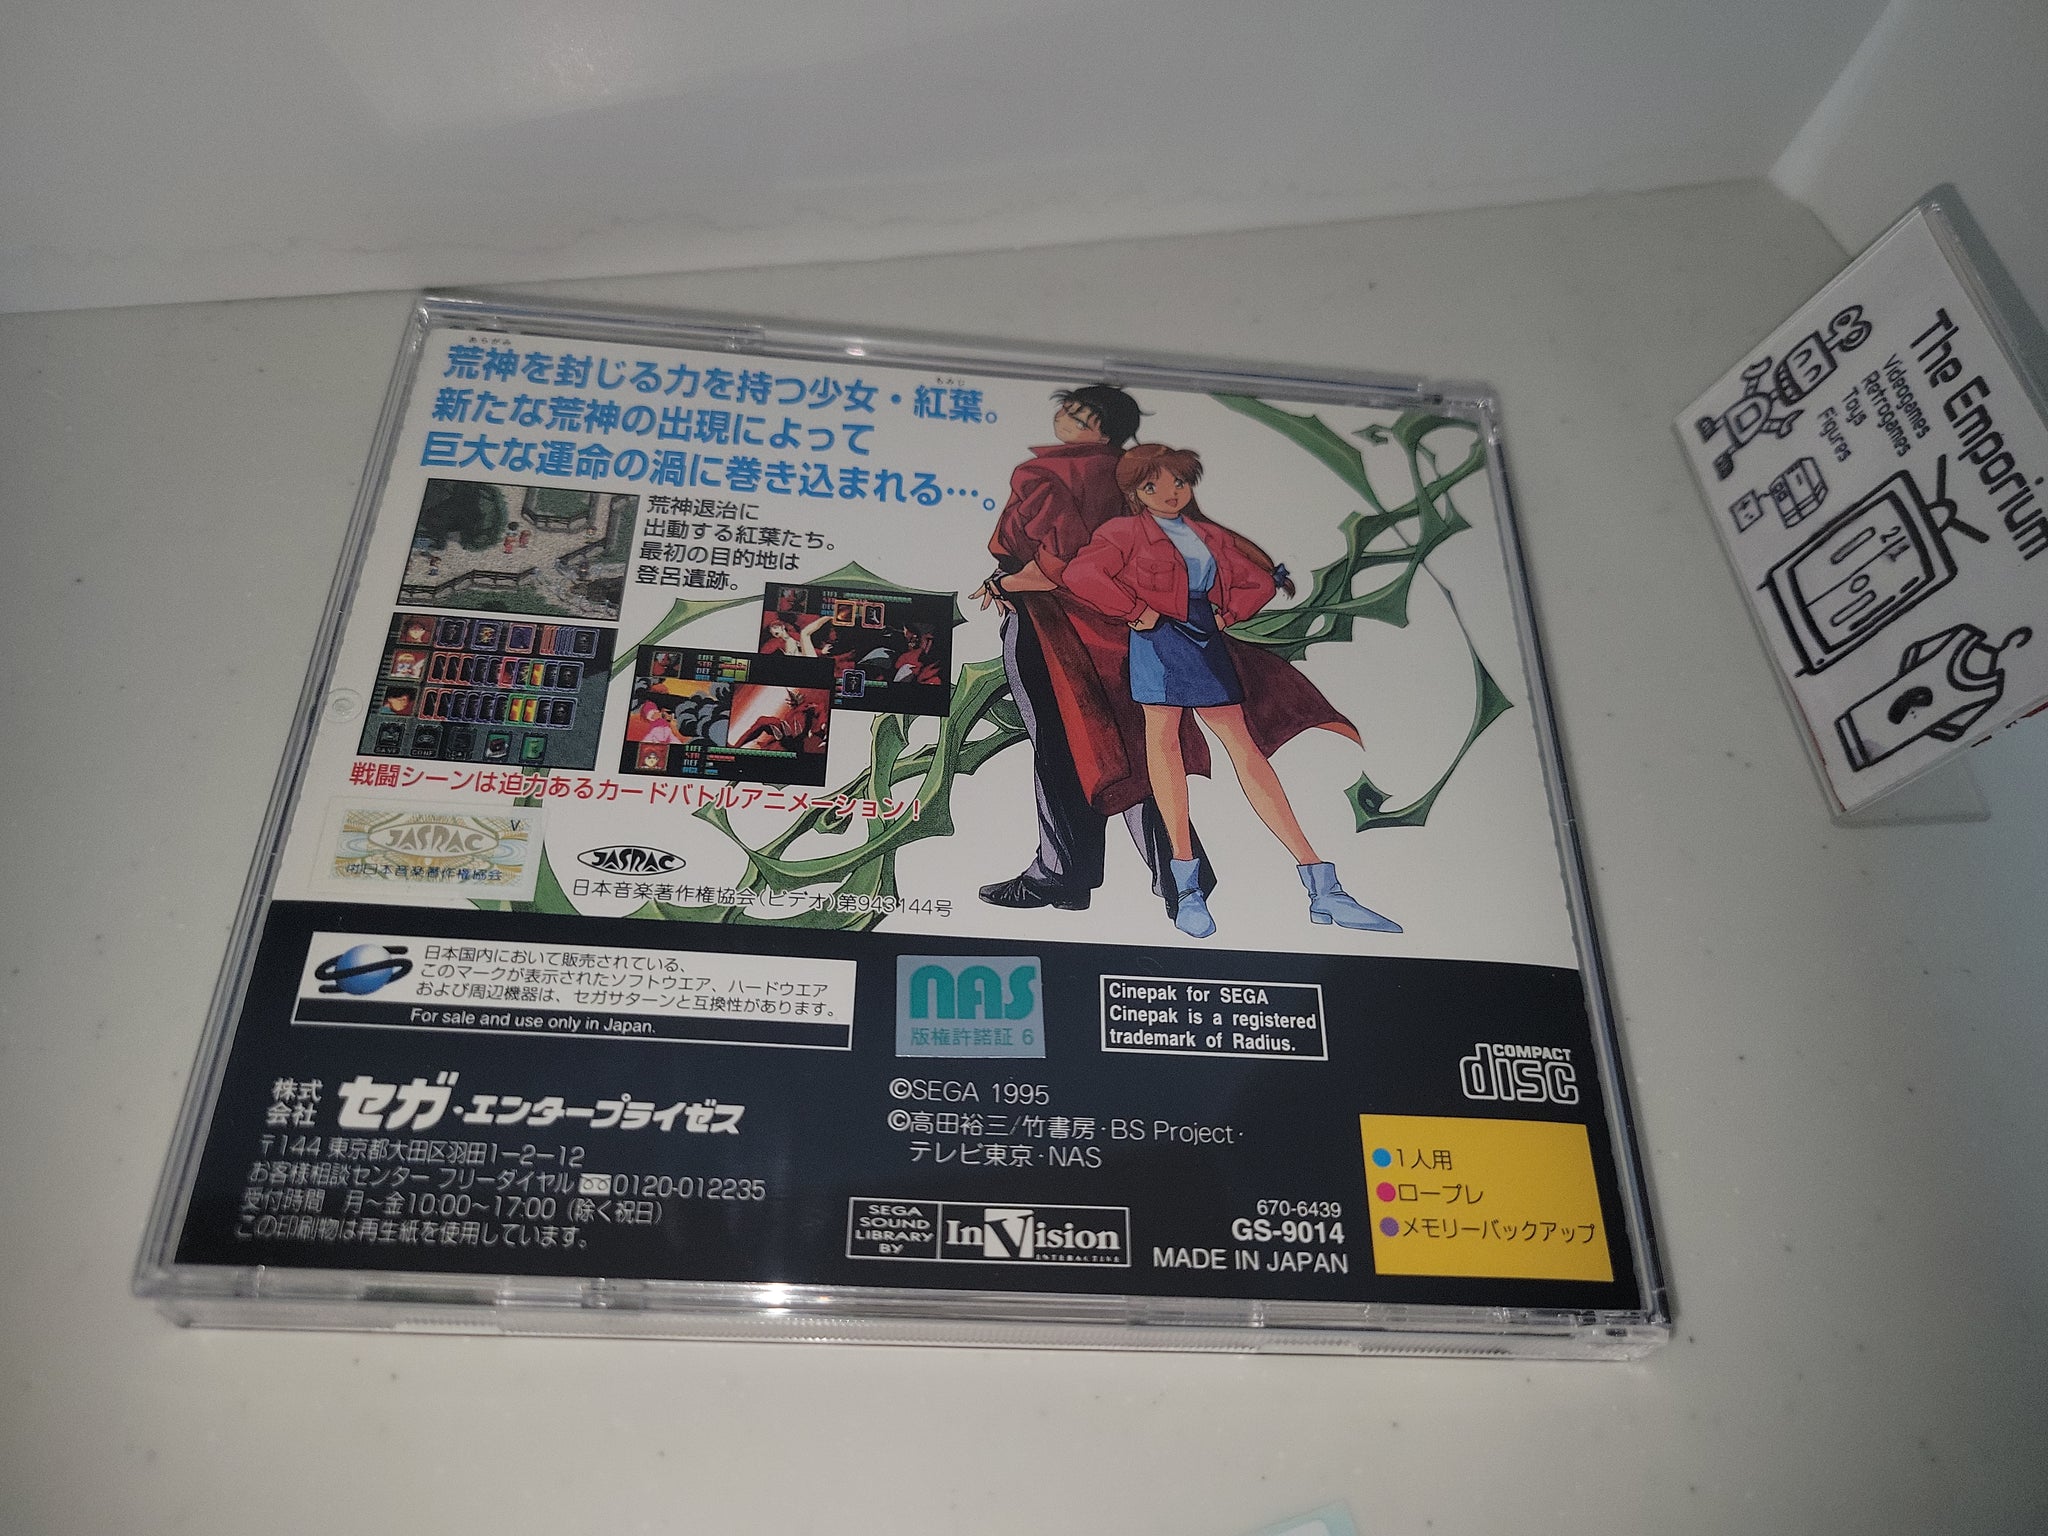 あらがみ
もみじ
荒神を封じる力を持つ少女・紅葉。
新たな荒神の出現によって
巨大な運命の渦に巻き込まれる…。
荒神退治に
出動する紅葉たち。
最初の目的地は
登呂遺跡。
戦闘シーンは迫力あるカードバトルアニメーション！
JASRAC
V
㈶日本音楽著作権協会
JASRAC
日本音楽著作権協会(ビデオ)第943144号
日本国内において販売されている、
このマークが表示されたソフトウエア、ハードウエア
および周辺機器は、セガサターンと互換性があります。
For sale and use only in Japan.
nas
版権許諾証 6
Cinepak for SEGA
Cinepak is a registered
trademark of Radius.
COMPACT
disc
株式
会社
セガ・エンタープライゼス
〒144 東京都大田区羽田1-2-12
お客様相談センター フリーダイヤル 0120-012235
受付時間 月～金10:00～17:00 (除く祝日)
この印刷物は再生紙を使用しています。
©SEGA 1995
©高田裕三/竹書房・BS Project・
テレビ東京・NAS
SEGA
SOUND
LIBRARY
BY
InVision
INTERACTIVE
670-6439
GS-9014
MADE IN JAPAN
●1人用
●ロープレ
●メモリーバックアップ
The Emporium
Videogames
Retrogames
Toys
Figures